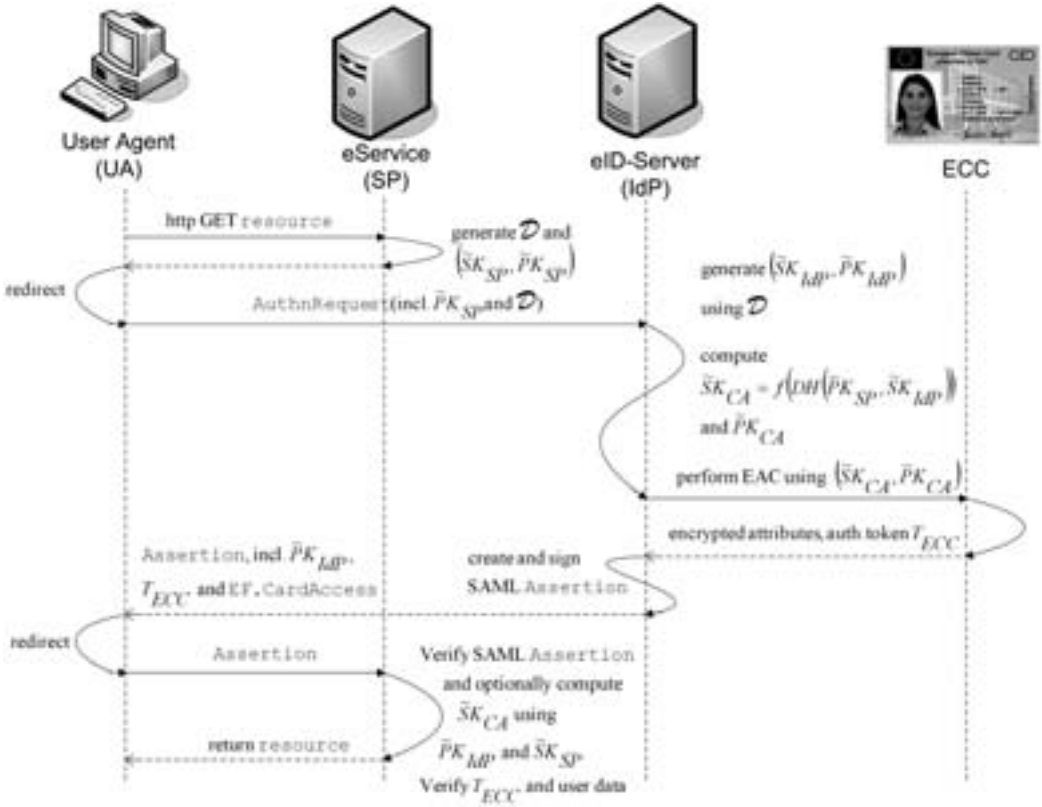 User Agent
(UA)
eService
(SP)
eID-Server
(IdP)
ECC
http GET resource
generate 𝒟 and
(S̃K_SP, P̃K_SP)
redirect
AuthnRequest (incl. P̃K_SP and 𝒟)
generate (S̃K_IdP, P̃K_IdP)
using 𝒟
compute
S̃K_CA = f(DH(P̃K_SP, S̃K_IdP))
and P̃K_CA
perform EAC using (S̃K_CA, P̃K_CA)
encrypted attributes, auth token T_ECC
create and sign
SAML Assertion
Assertion, incl. P̃K_IdP,
T_ECC and EF.CardAccess
redirect
Assertion
Verify SAML Assertion
and optionally compute
S̃K_CA using
P̃K_IdP and S̃K_SP
return resource
Verify T_ECC and user data